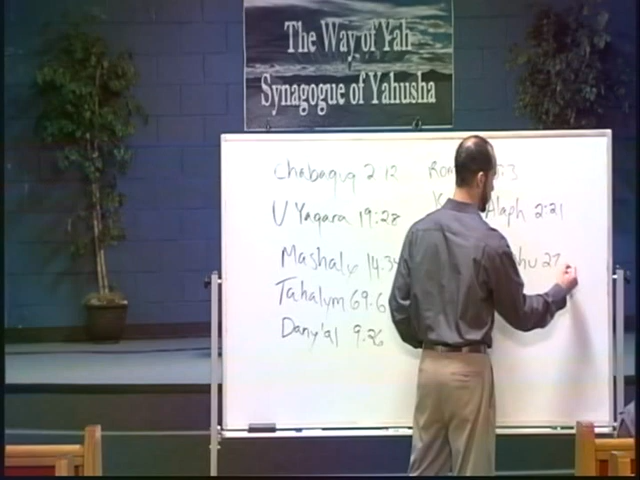 The Way of Yah
Synagogue of Yahusha
Chabaquq 2:12
V Yaqara 19:28
Mashalym 14:34
Tahalym 69:6
Dany'al 9:26
Alaph 2:21